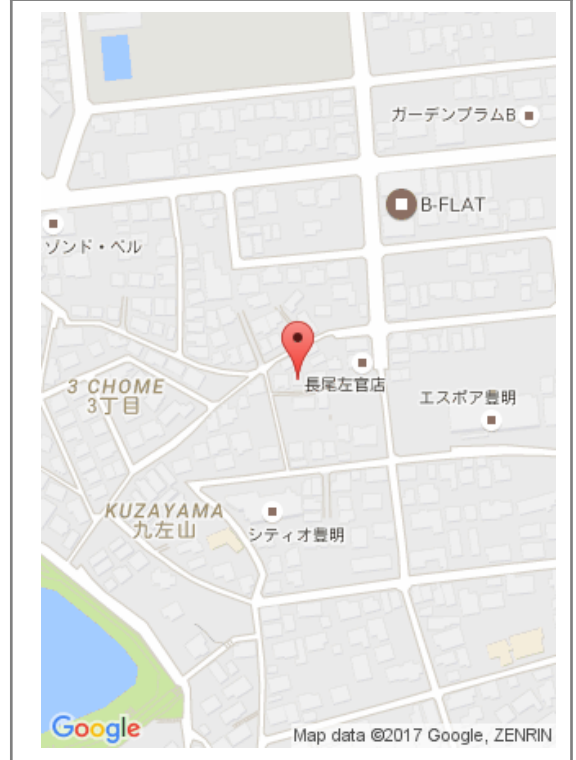 ガーデンプラムB
B-FLAT
ゾンド・ベル
長尾左官店
3 CHOME
3丁目
エスポア豊明
KUZAYAMA
九左山
シティオ豊明
Google
Map data ©2017 Google, ZENRIN